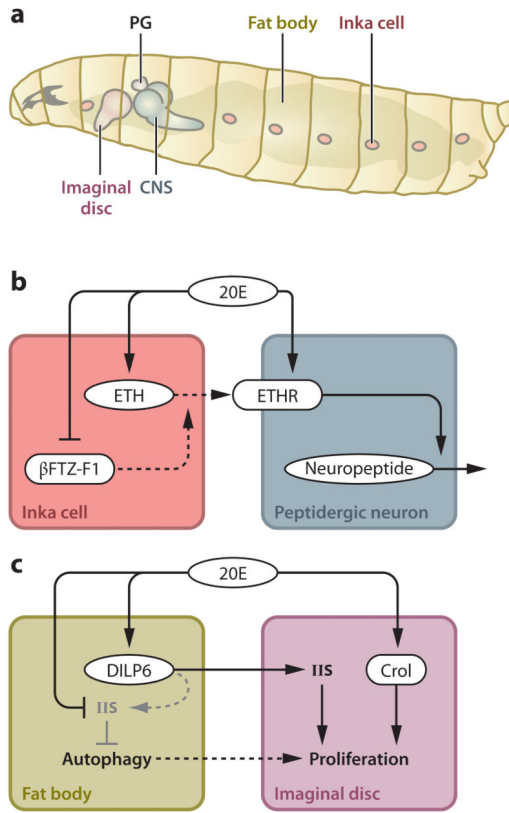 a
PG
Fat body
Inka cell
Imaginal
disc
CNS
b
20E
ETH
ETHR
βFTZ-F1
Neuropeptide
Inka cell
Peptidergic neuron
c
20E
DILP6
IIS
Crol
IIS
Autophagy
Proliferation
Fat body
Imaginal disc